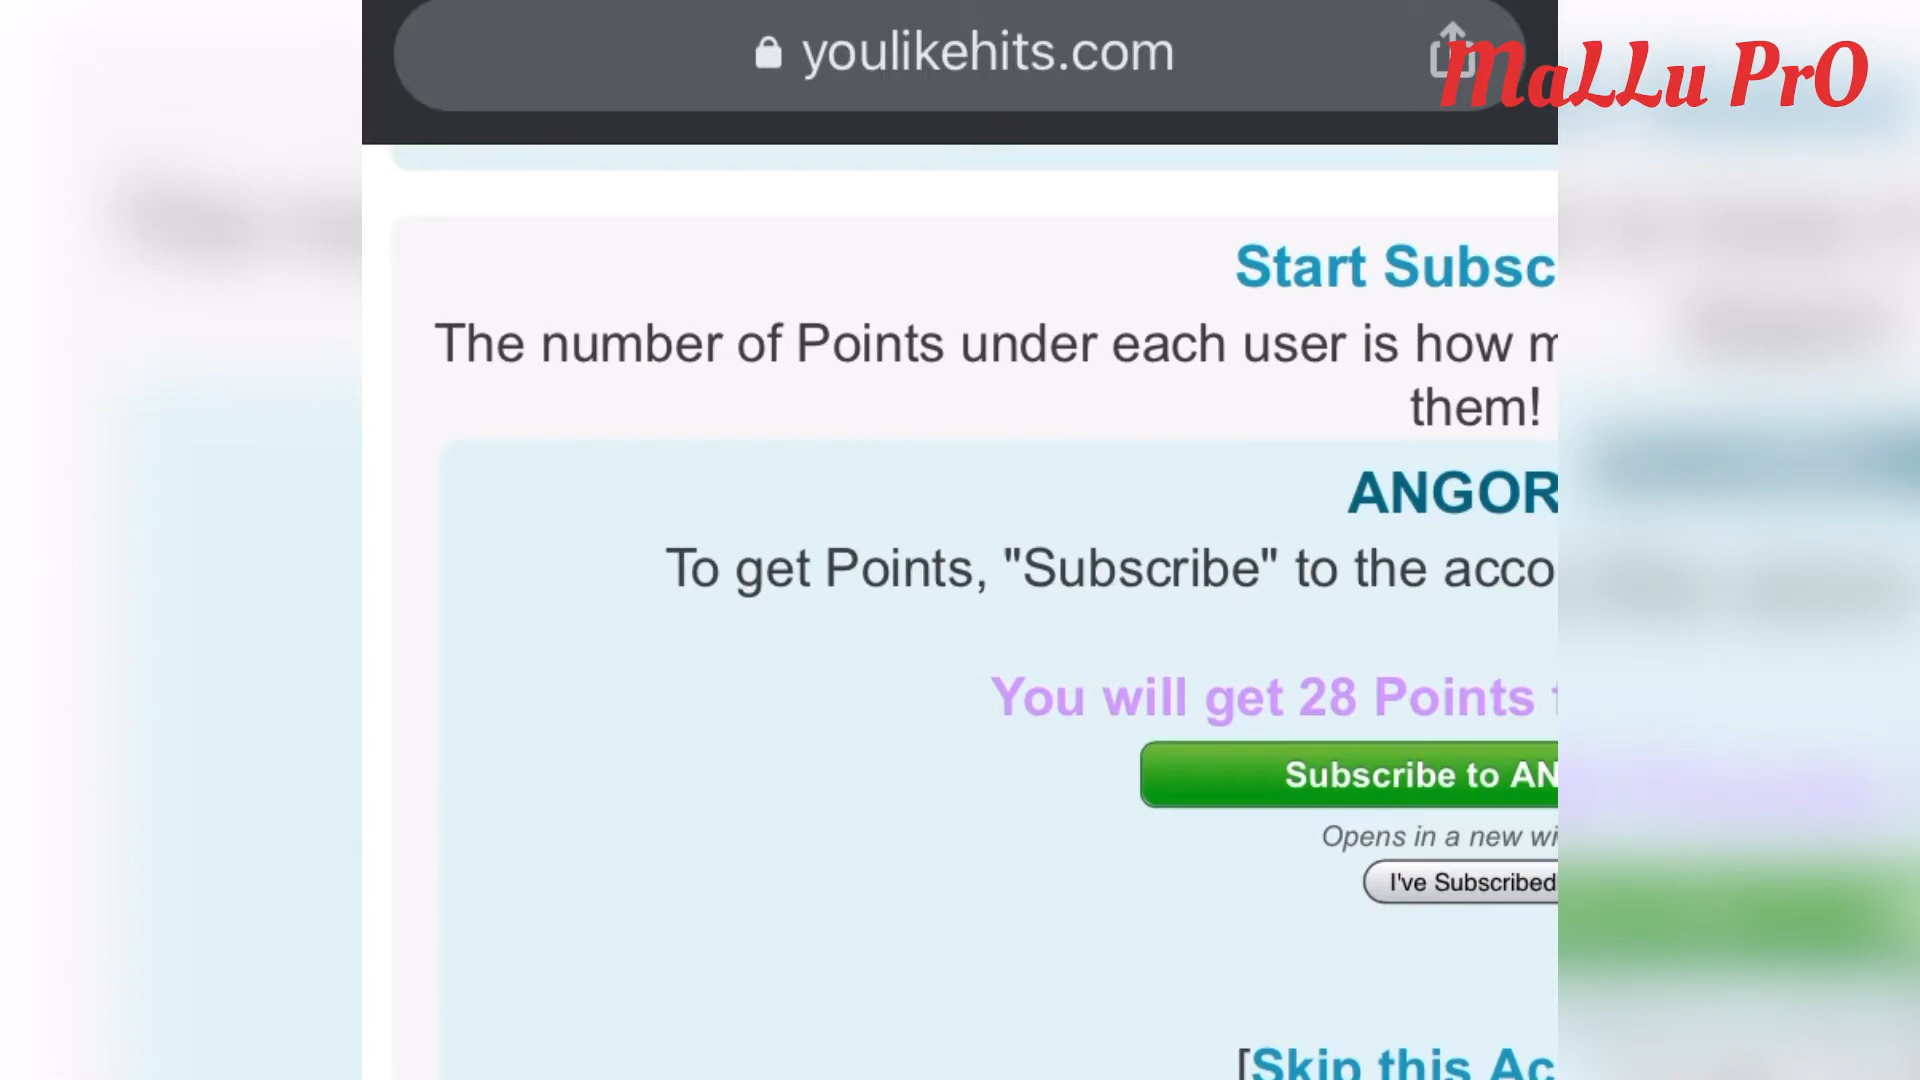 youlikehits.com
MaLLu PrO
Start Subsc
The number of Points under each user is how m
them!
ANGOR
To get Points, "Subscribe" to the acco
You will get 28 Points
Subscribe to AN
Opens in a new wi
I've Subscribed
[Skip this Ac